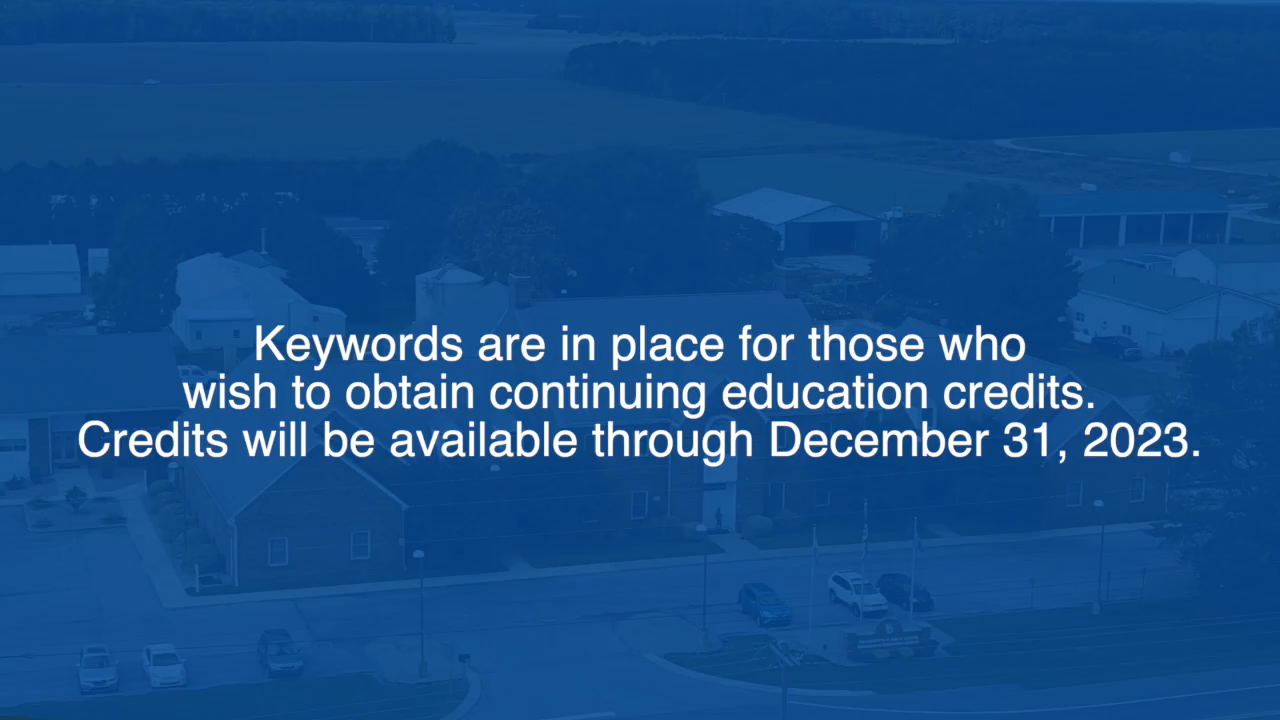 Keywords are in place for those who
wish to obtain continuing education credits.
Credits will be available through December 31, 2023.